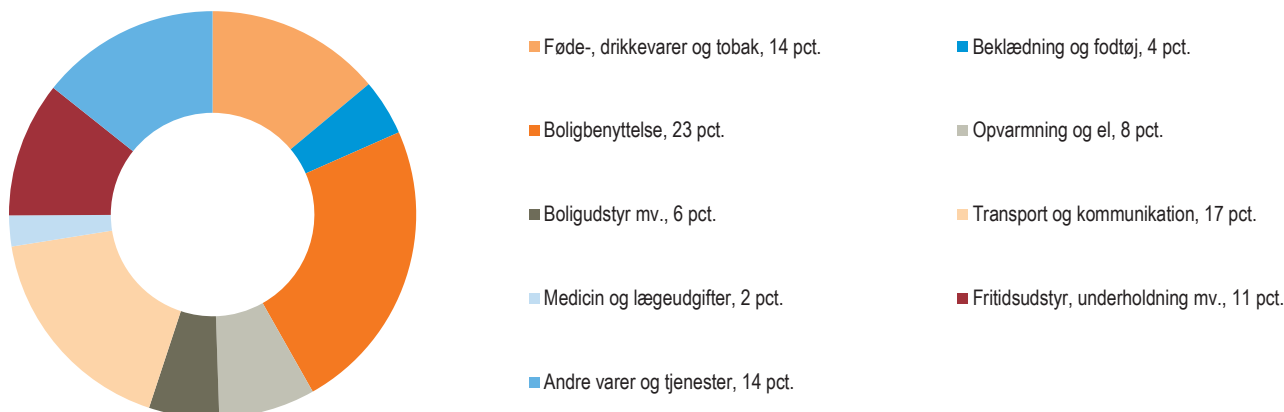 Føde-, drikkevarer og tobak, 14 pct.
Beklædning og fodtøj, 4 pct.
Boligbenyttelse, 23 pct.
Opvarmning og el, 8 pct.
Boligudstyr mv., 6 pct.
Transport og kommunikation, 17 pct.
Medicin og lægeudgifter, 2 pct.
Fritidsudstyr, underholdning mv., 11 pct.
Andre varer og tjenester, 14 pct.